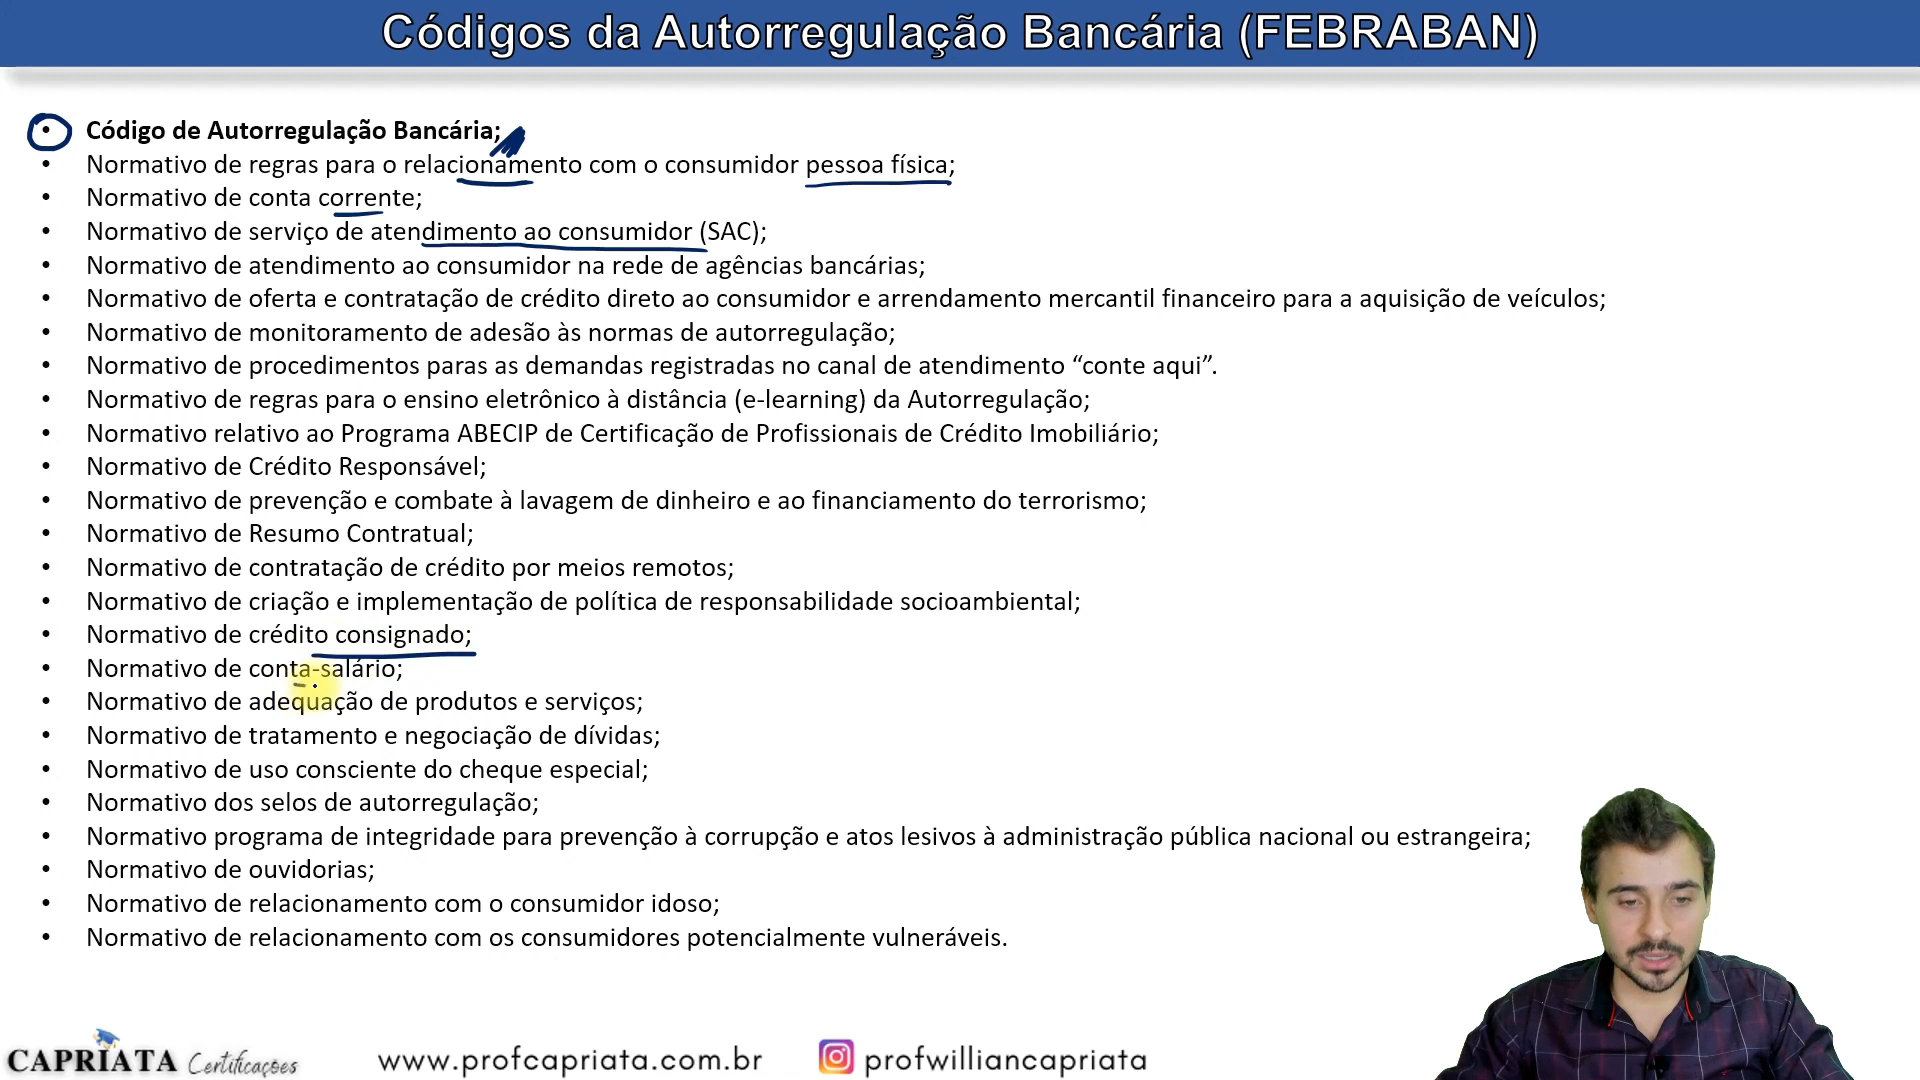 Códigos da Autorregulação Bancária (FEBRABAN)
• Código de Autorregulação Bancária;
• Normativo de regras para o relacionamento com o consumidor pessoa física;
• Normativo de conta corrente;
• Normativo de serviço de atendimento ao consumidor (SAC);
• Normativo de atendimento ao consumidor na rede de agências bancárias;
• Normativo de oferta e contratação de crédito direto ao consumidor e arrendamento mercantil financeiro para a aquisição de veículos;
• Normativo de monitoramento de adesão às normas de autorregulação;
• Normativo de procedimentos paras as demandas registradas no canal de atendimento “conte aqui”.
• Normativo de regras para o ensino eletrônico à distância (e-learning) da Autorregulação;
• Normativo relativo ao Programa ABECIP de Certificação de Profissionais de Crédito Imobiliário;
• Normativo de Crédito Responsável;
• Normativo de prevenção e combate à lavagem de dinheiro e ao financiamento do terrorismo;
• Normativo de Resumo Contratual;
• Normativo de contratação de crédito por meios remotos;
• Normativo de criação e implementação de política de responsabilidade socioambiental;
• Normativo de crédito consignado;
• Normativo de conta-salário;
• Normativo de adequação de produtos e serviços;
• Normativo de tratamento e negociação de dívidas;
• Normativo de uso consciente do cheque especial;
• Normativo dos selos de autorregulação;
• Normativo programa de integridade para prevenção à corrupção e atos lesivos à administração pública nacional ou estrangeira;
• Normativo de ouvidorias;
• Normativo de relacionamento com o consumidor idoso;
• Normativo de relacionamento com os consumidores potencialmente vulneráveis.
CAPRIATA Certificações www.profcapriata.com.br profwilliancapriata